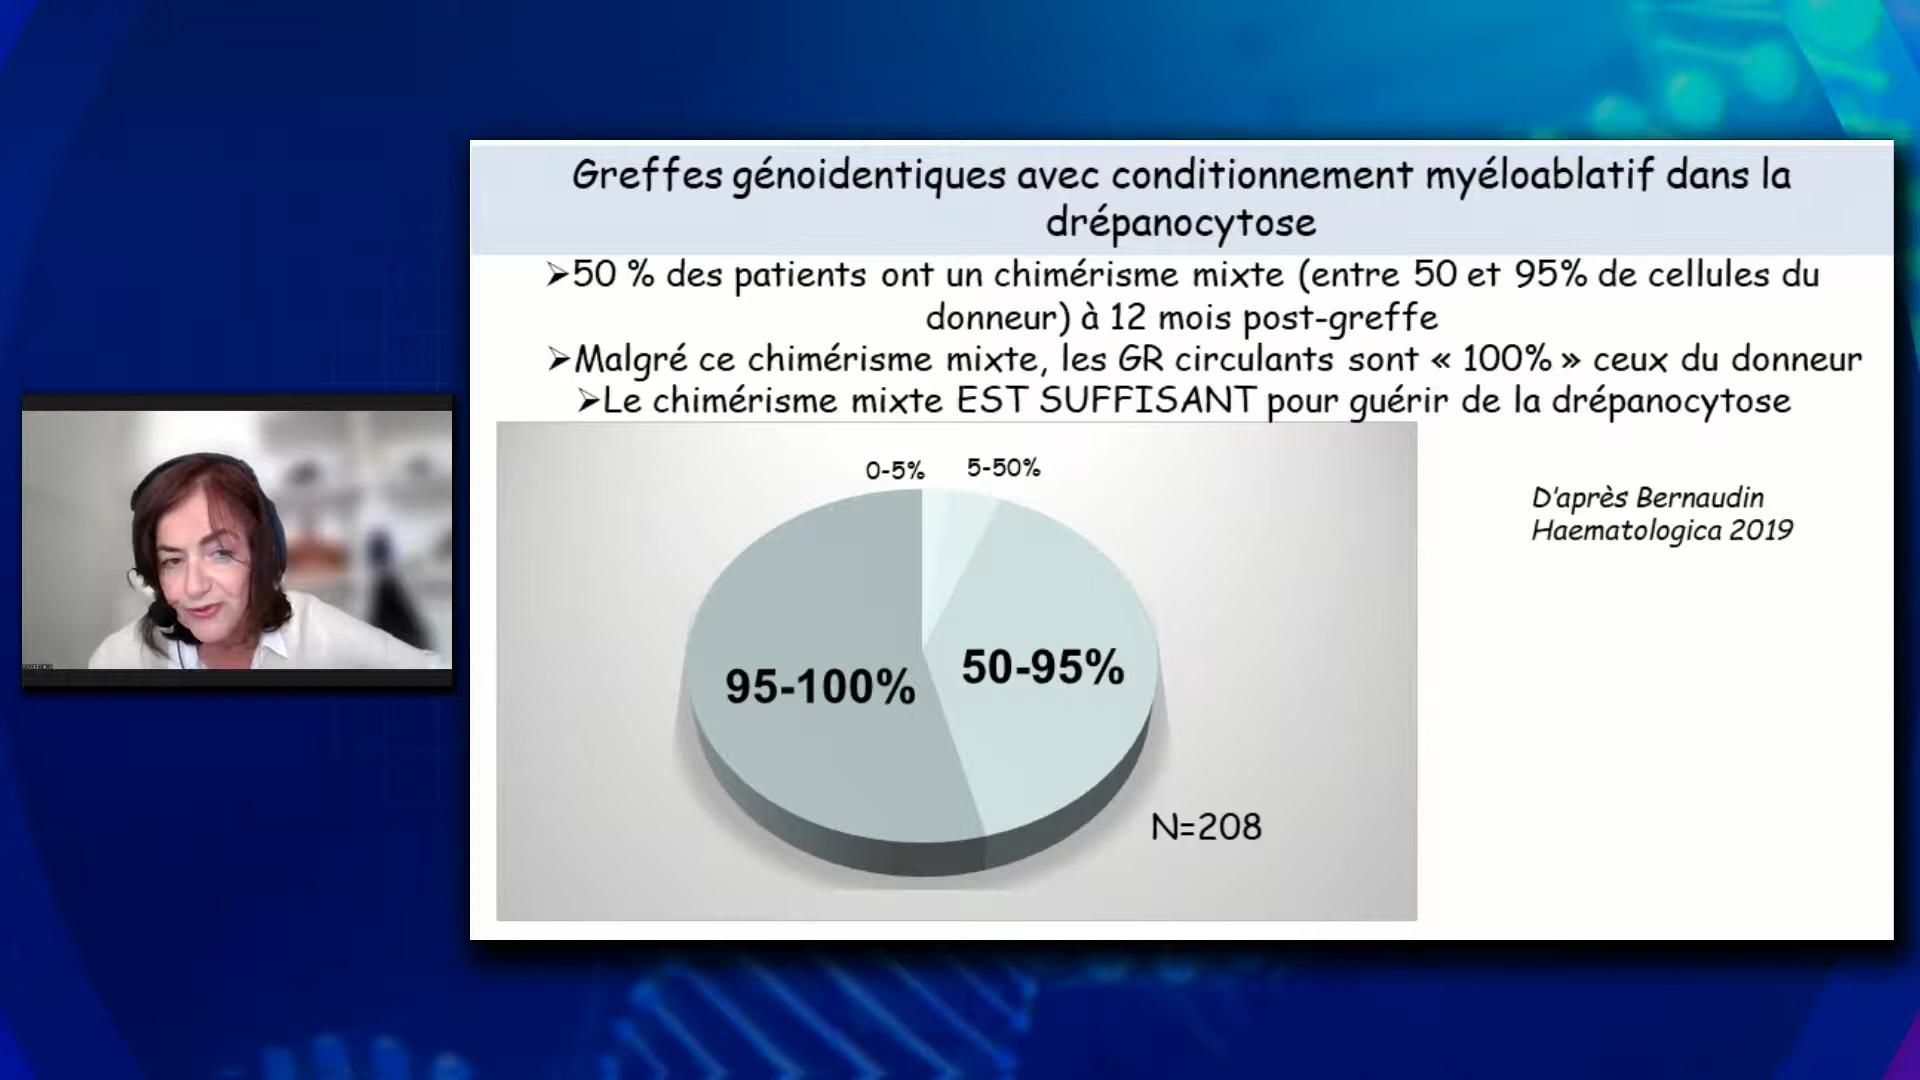 Greffes génoidentiques avec conditionnement myéloablatif dans la
drépanocytose
➢50 % des patients ont un chimérisme mixte (entre 50 et 95% de cellules du
donneur) à 12 mois post-greffe
➢Malgré ce chimérisme mixte, les GR circulants sont « 100% » ceux du donneur
➢Le chimérisme mixte EST SUFFISANT pour guérir de la drépanocytose
0-5%
5-50%
D'après Bernaudin
Haematologica 2019
95-100%
50-95%
N=208